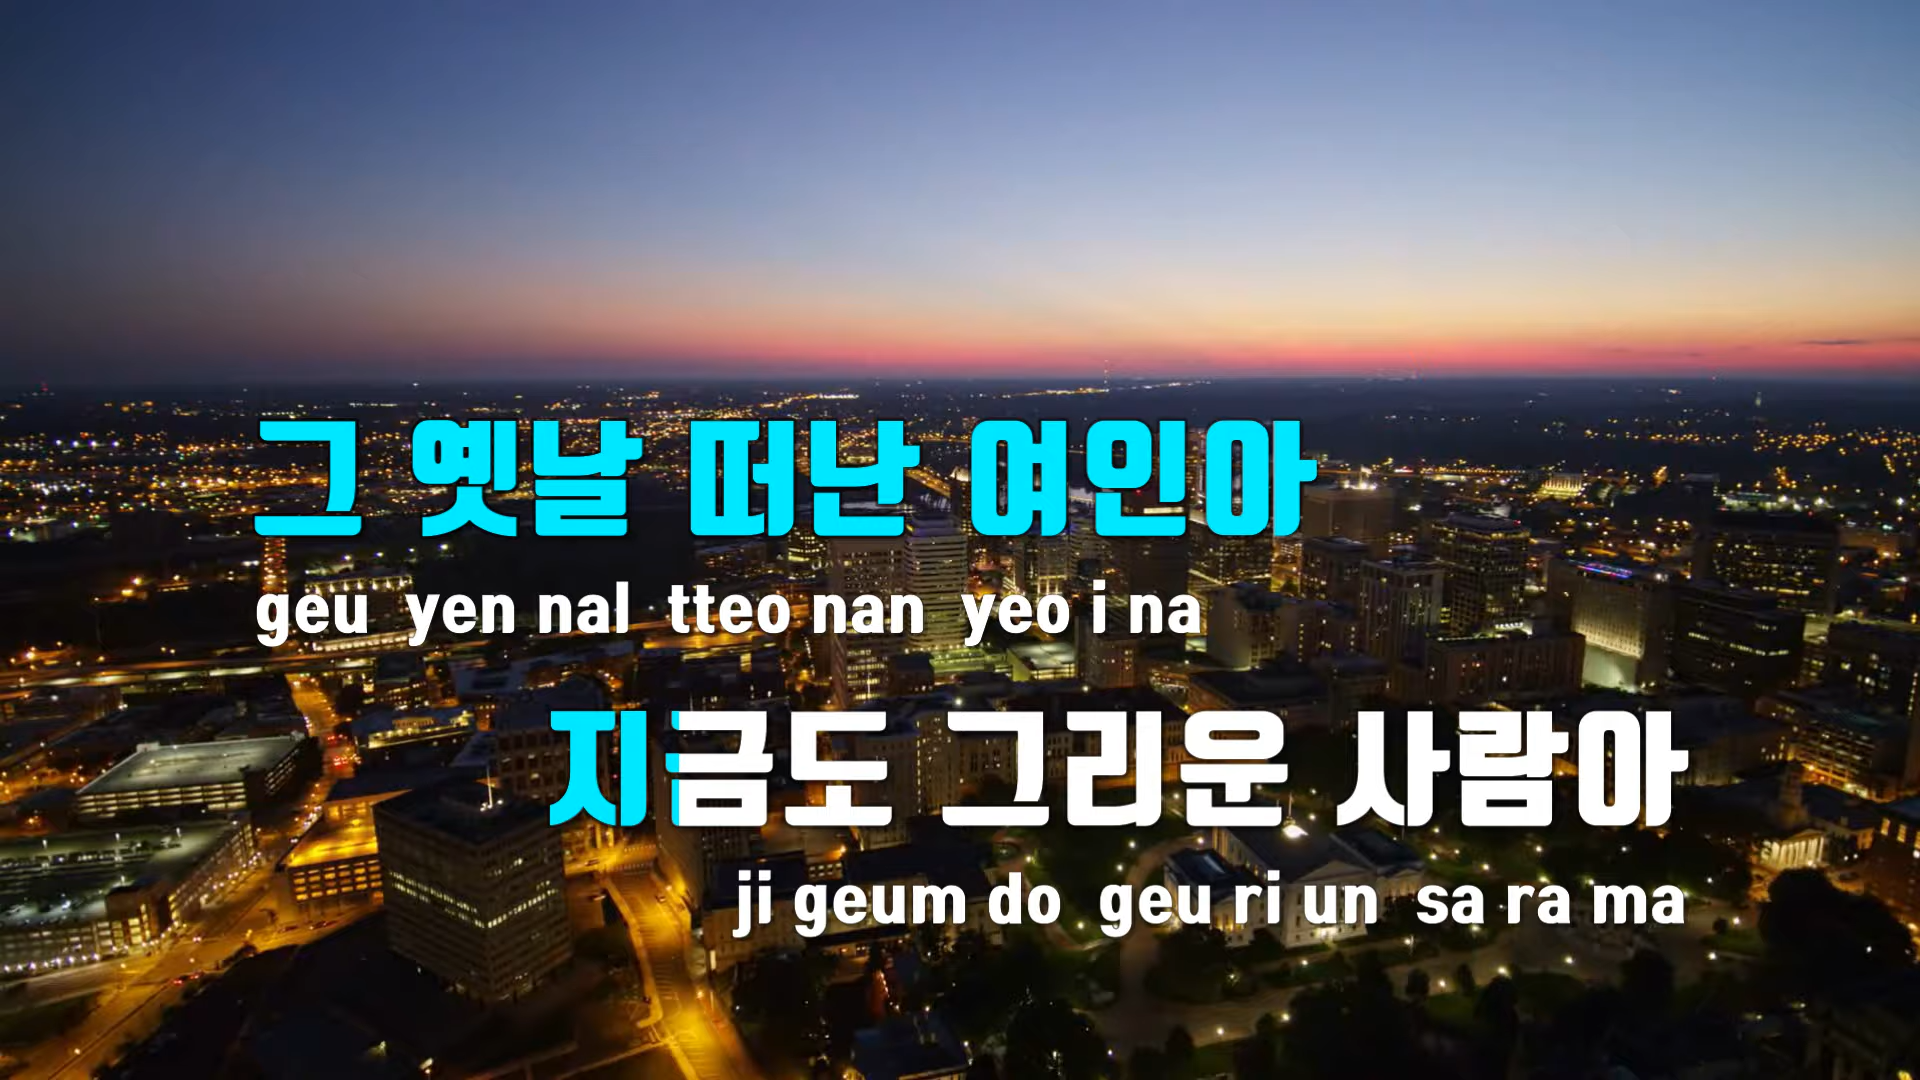 그 옛날 떠난 여인아
geu yen nal tteo nan yeo i na
지금도 그리운 사람아
ji geum do geu ri un sa ra ma